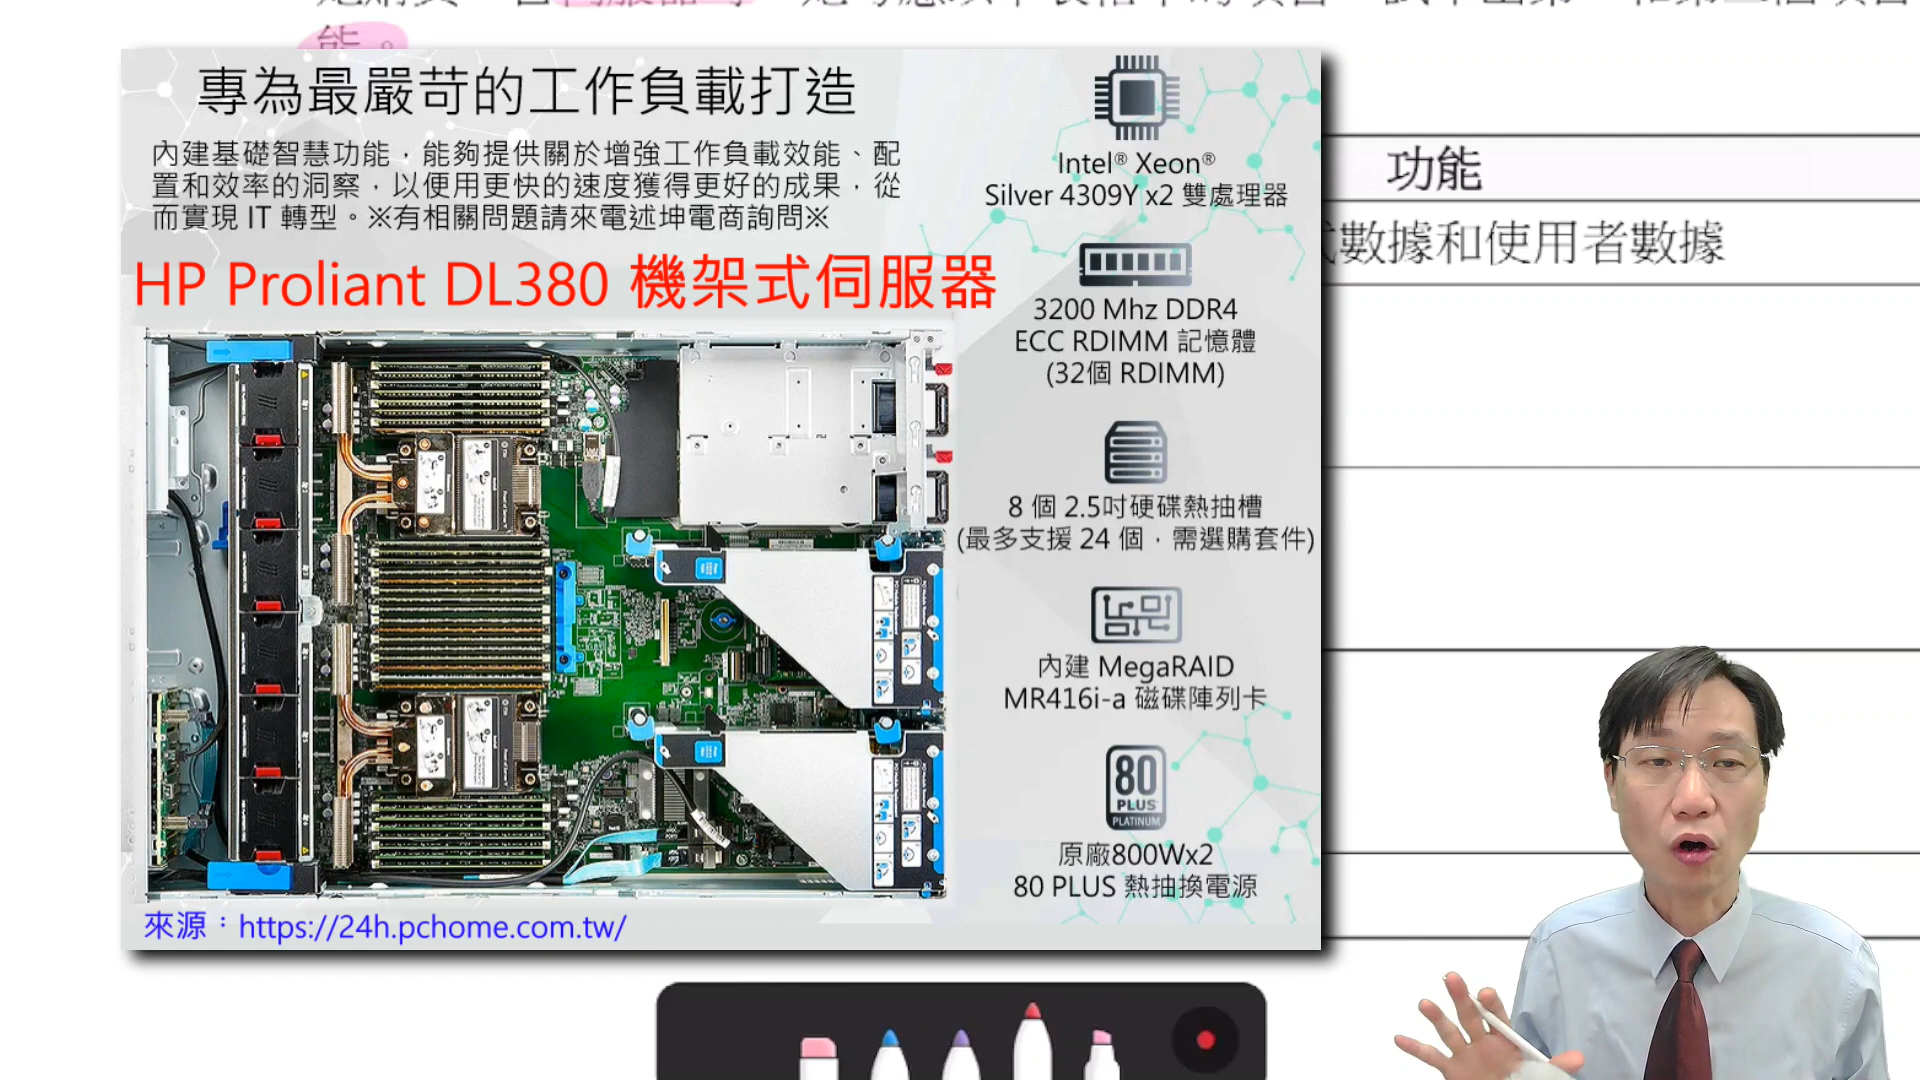 能。
專為最嚴苛的工作負載打造
內建基礎智慧功能，能夠提供關於增強工作負載效能、配
置和效率的洞察，以便用更快的速度獲得更好的成果，從
而實現 IT 轉型。※有相關問題請來電述坤電商詢問※
HP Proliant DL380 機架式伺服器
來源：https://24h.pchome.com.tw/
Intel® Xeon®
Silver 4309Y x2 雙處理器
3200 Mhz DDR4
ECC RDIMM 記憶體
(32個 RDIMM)
8 個 2.5吋硬碟熱抽槽
(最多支援 24 個，需選購套件)
內建 MegaRAID
MR416i-a 磁碟陣列卡
80
PLUS
PLATINUM
原廠800Wx2
80 PLUS 熱抽換電源
功能
數據和使用者數據